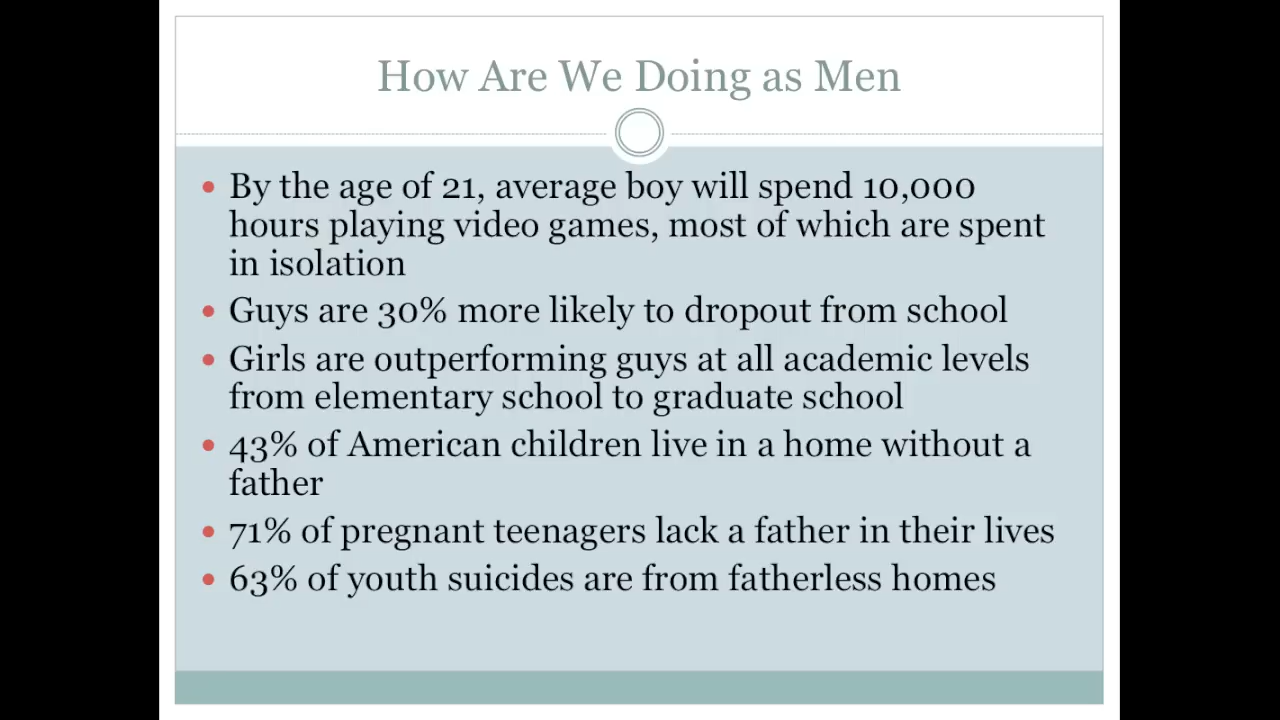 How Are We Doing as Men
• By the age of 21, average boy will spend 10,000
hours playing video games, most of which are spent
in isolation
• Guys are 30% more likely to dropout from school
• Girls are outperforming guys at all academic levels
from elementary school to graduate school
• 43% of American children live in a home without a
father
• 71% of pregnant teenagers lack a father in their lives
• 63% of youth suicides are from fatherless homes